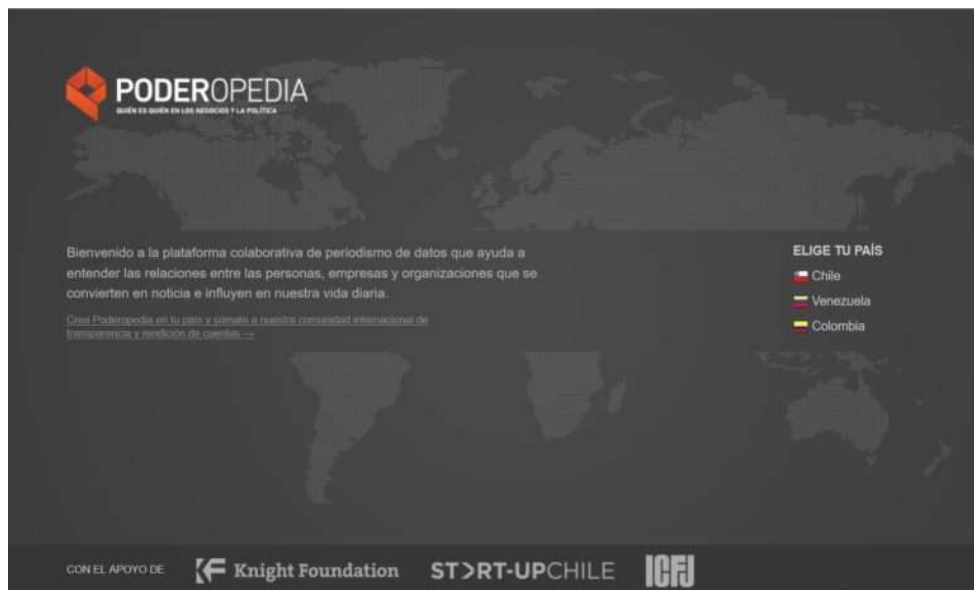 PODEROPEDIA
QUIÉN ES QUIÉN EN LOS NEGOCIOS Y LA POLÍTICA
Bienvenido a la plataforma colaborativa de periodismo de datos que ayuda a
entender las relaciones entre las personas, empresas y organizaciones que se
convierten en noticia e influyen en nuestra vida diaria.
Crea Poderopedia en tu país y súmate a nuestra comunidad internacional de
transparencia y rendición de cuentas →
ELIGE TU PAÍS
Chile
Venezuela
Colombia
CON EL APOYO DE
Knight Foundation
START-UPCHILE
ICFJ